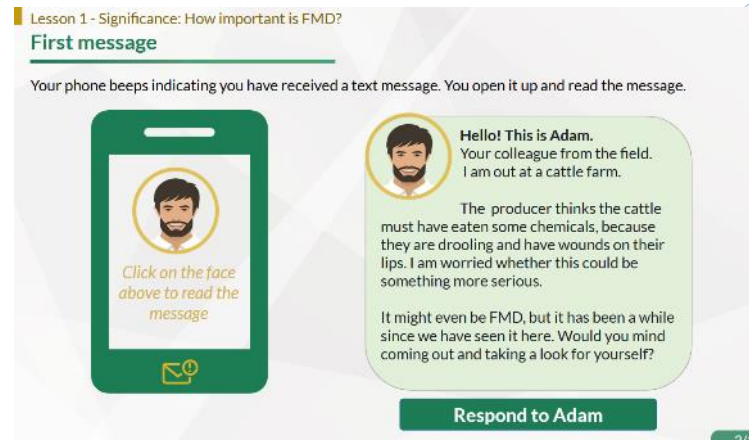 Lesson 1 - Significance: How important is FMD?
First message
Your phone beeps indicating you have received a text message. You open it up and read the message.
Click on the face
above to read the
message
Hello! This is Adam.
Your colleague from the field.
I am out at a cattle farm.
The producer thinks the cattle
must have eaten some chemicals, because
they are drooling and have wounds on their
lips. I am worried whether this could be
something more serious.
It might even be FMD, but it has been a while
since we have seen it here. Would you mind
coming out and taking a look for yourself?
Respond to Adam